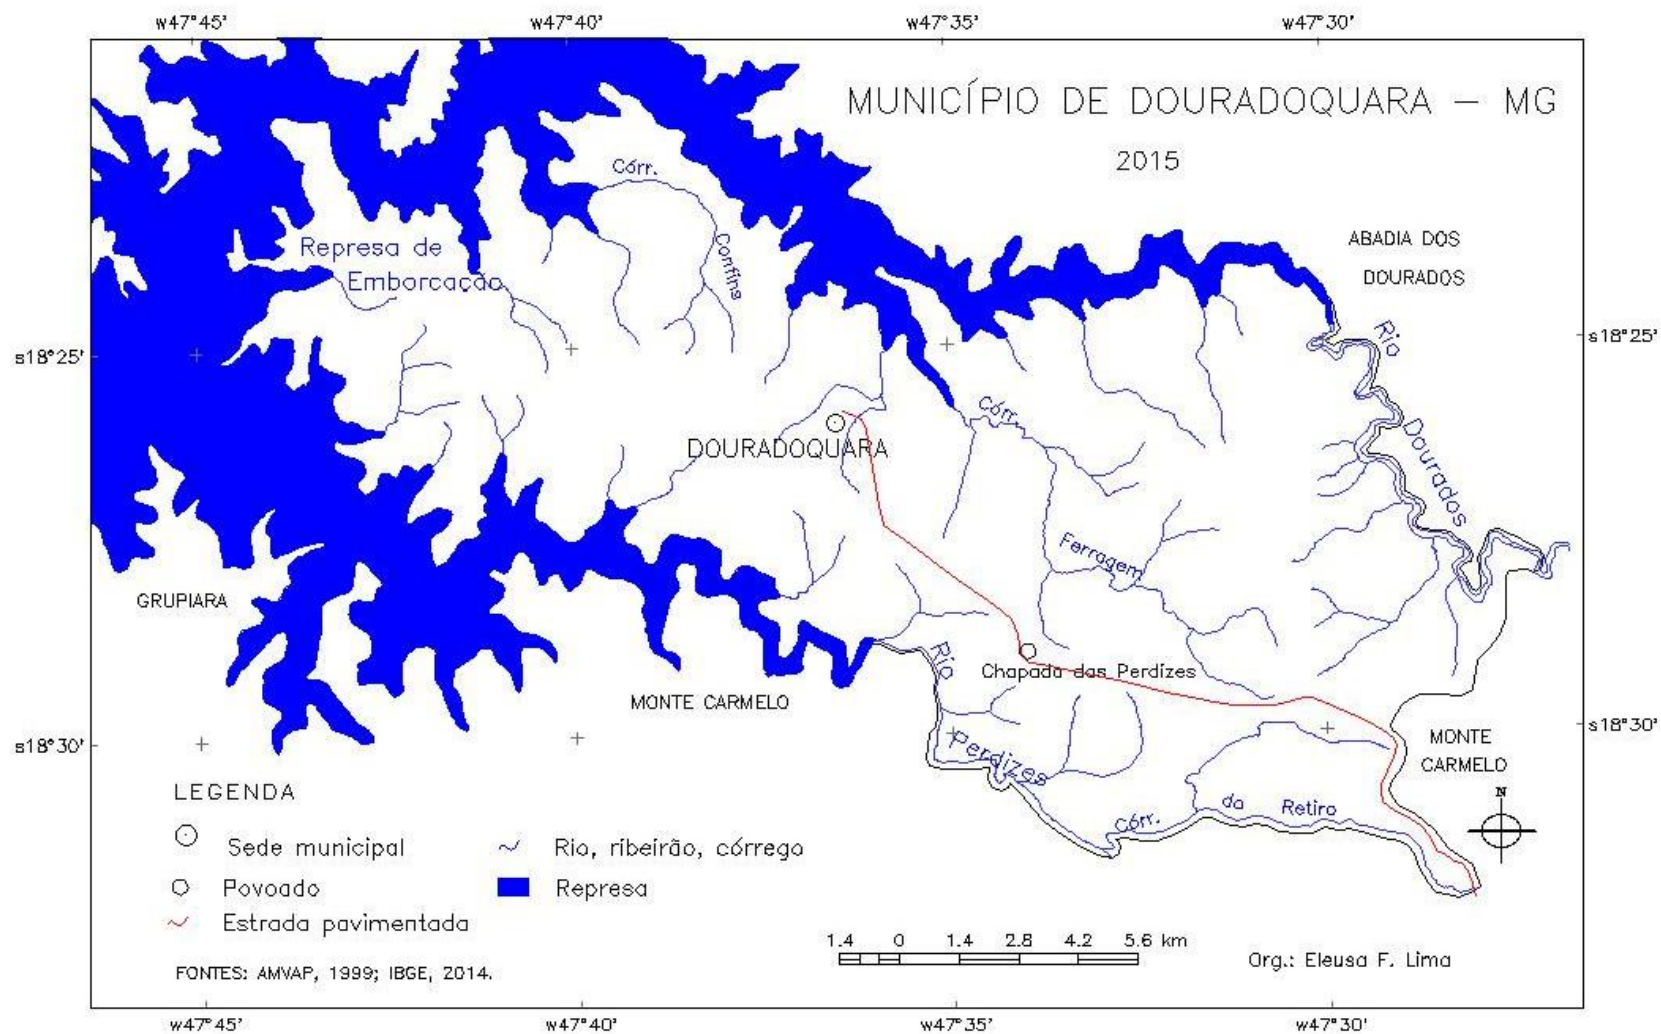 w47°45'
w47°40'
w47°35'
w47°30'
MUNICÍPIO DE DOURADOQUARA – MG
2015
Córr.
Confins
Represa de
Emborcação
ABADIA DOS
DOURADOS
s18°25'
s18°25'
Rio
Dourados
Córr.
DOURADOQUARA
Ferragem
GRUPIARA
Rio
Chapada das Perdizes
MONTE CARMELO
s18°30'
s18°30'
Perdizes
MONTE
CARMELO
LEGENDA
N
Córr.
do
Retiro
Sede municipal
Rio, ribeirão, córrego
Povoado
Represa
Estrada pavimentada
1.4 0 1.4 2.8 4.2 5.6 km
Org.: Eleusa F. Lima
FONTES: AMVAP, 1999; IBGE, 2014.
w47°45'
w47°40'
w47°35'
w47°30'